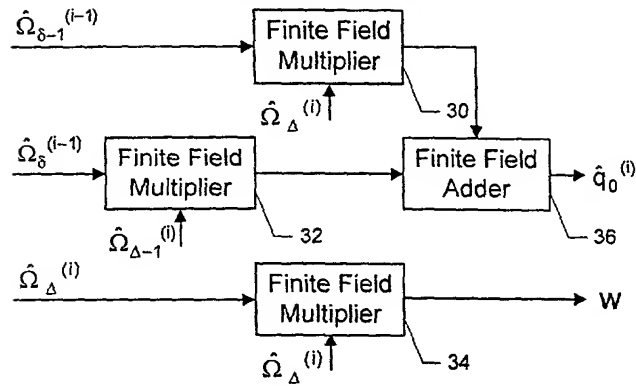 Ω̂δ−1(i−1)
Finite Field
Multiplier
Ω̂Δ(i)
30
Ω̂δ(i−1)
Finite Field
Multiplier
Finite Field
Adder
q̂0(i)
Ω̂Δ−1(i)
32
36
Ω̂Δ(i)
Finite Field
Multiplier
W
Ω̂Δ(i)
34